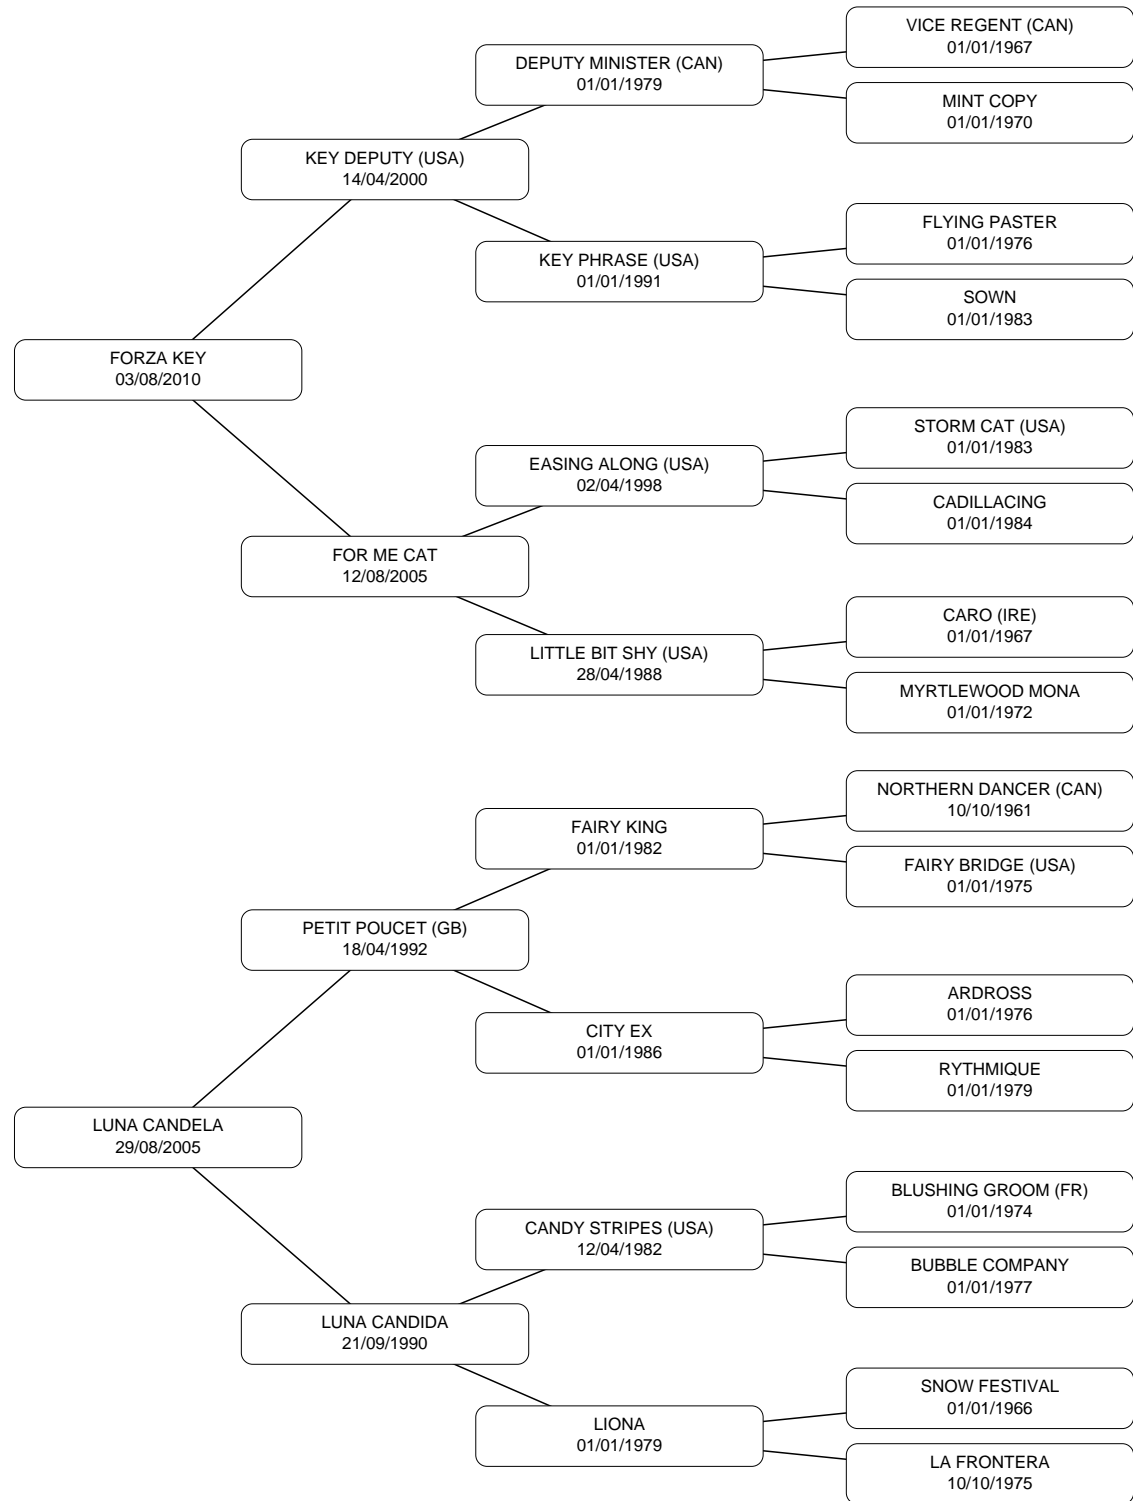 VICE REGENT (CAN)
01/01/1967
DEPUTY MINISTER (CAN)
01/01/1979
MINT COPY
01/01/1970
KEY DEPUTY (USA)
14/04/2000
FLYING PASTER
01/01/1976
KEY PHRASE (USA)
01/01/1991
SOWN
01/01/1983
FORZA KEY
03/08/2010
STORM CAT (USA)
01/01/1983
EASING ALONG (USA)
02/04/1998
CADILLACING
01/01/1984
FOR ME CAT
12/08/2005
CARO (IRE)
01/01/1967
LITTLE BIT SHY (USA)
28/04/1988
MYRTLEWOOD MONA
01/01/1972
NORTHERN DANCER (CAN)
10/10/1961
FAIRY KING
01/01/1982
FAIRY BRIDGE (USA)
01/01/1975
PETIT POUCET (GB)
18/04/1992
ARDROSS
01/01/1976
CITY EX
01/01/1986
RYTHMIQUE
01/01/1979
LUNA CANDELA
29/08/2005
BLUSHING GROOM (FR)
01/01/1974
CANDY STRIPES (USA)
12/04/1982
BUBBLE COMPANY
01/01/1977
LUNA CANDIDA
21/09/1990
SNOW FESTIVAL
01/01/1966
LIONA
01/01/1979
LA FRONTERA
10/10/1975